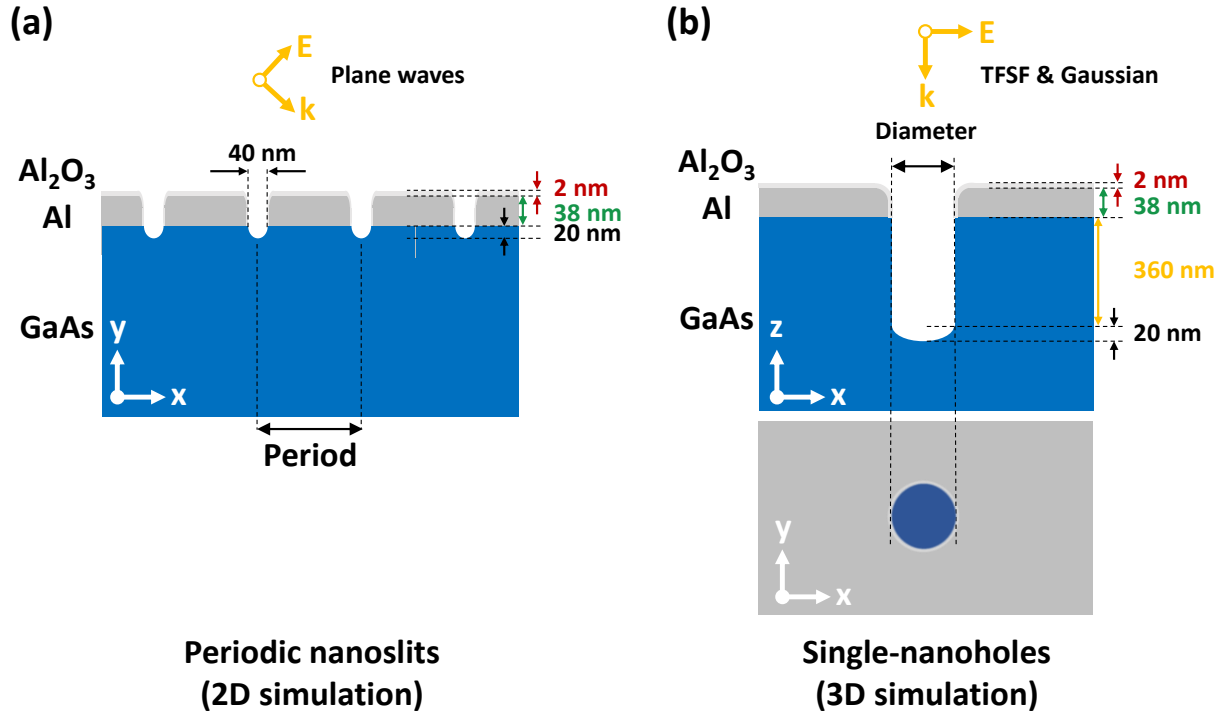 (a)
E
k
Plane waves
40 nm
Al₂O₃
Al
2 nm
38 nm
20 nm
GaAs
y
x
Period
Periodic nanoslits
(2D simulation)
(b)
E
k
TFSF & Gaussian
Diameter
Al₂O₃
Al
2 nm
38 nm
360 nm
GaAs
20 nm
z
x
y
x
Single-nanoholes
(3D simulation)